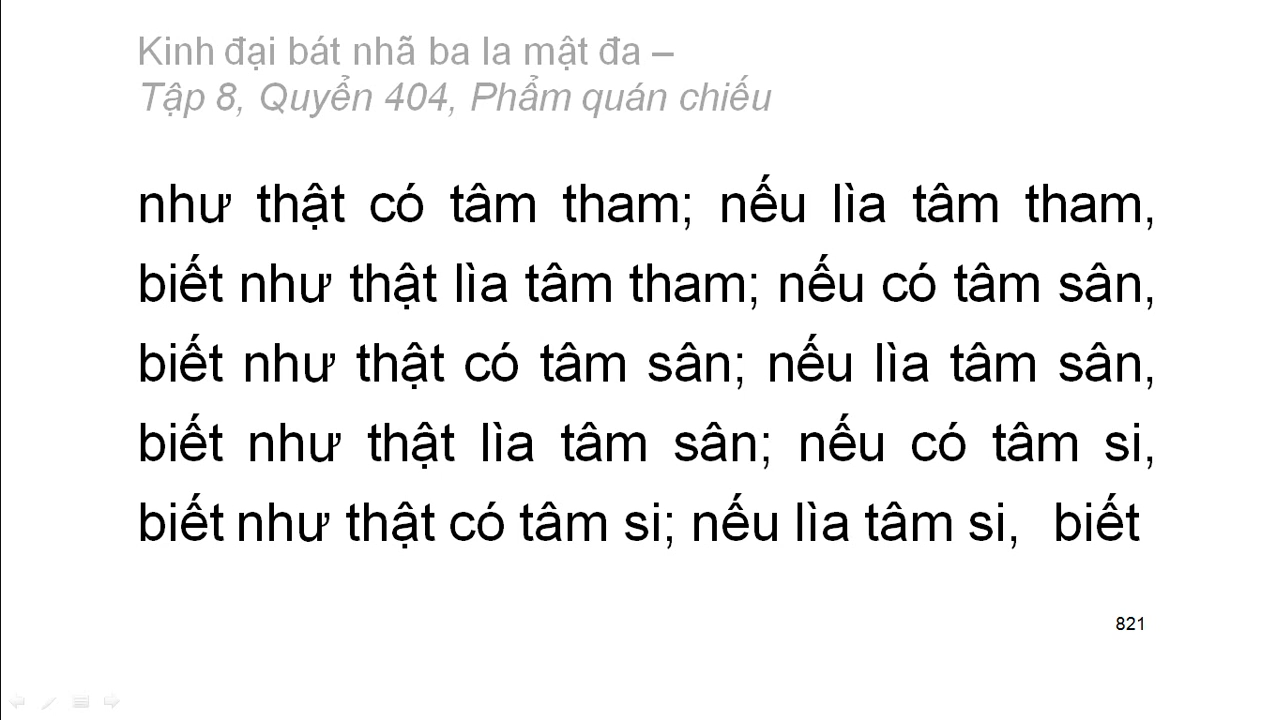 Kinh đại bát nhã ba la mật đa –
Tập 8, Quyển 404, Phẩm quán chiếu
như thật có tâm tham; nếu lìa tâm tham,
biết như thật lìa tâm tham; nếu có tâm sân,
biết như thật có tâm sân; nếu lìa tâm sân,
biết như thật lìa tâm sân; nếu có tâm si,
biết như thật có tâm si; nếu lìa tâm si, biết
821